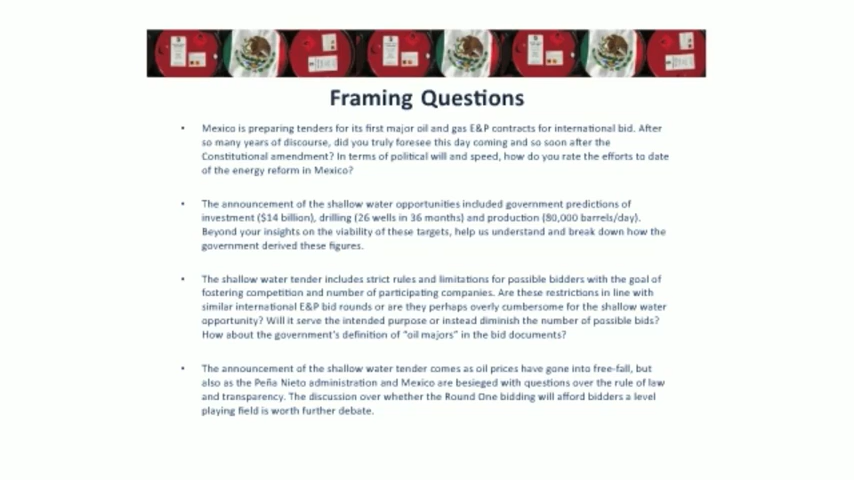 Framing Questions
• Mexico is preparing tenders for its first major oil and gas E&P contracts for international bid. After
so many years of discourse, did you truly foresee this day coming and so soon after the
Constitutional amendment? In terms of political will and speed, how do you rate the efforts to date
of the energy reform in Mexico?
• The announcement of the shallow water opportunities included government predictions of
investment ($14 billion), drilling (26 wells in 36 months) and production (80,000 barrels/day).
Beyond your insights on the viability of these targets, help us understand and break down how the
government derived these figures.
• The shallow water tender includes strict rules and limitations for possible bidders with the goal of
fostering competition and number of participating companies. Are these restrictions in line with
similar international E&P bid rounds or are they perhaps overly cumbersome for the shallow water
opportunity? Will it serve the intended purpose or instead diminish the number of possible bids?
How about the government's definition of "oil majors" in the bid documents?
• The announcement of the shallow water tender comes as oil prices have gone into free-fall, but
also as the Peña Nieto administration and Mexico are besieged with questions over the rule of law
and transparency. The discussion over whether the Round One bidding will afford bidders a level
playing field is worth further debate.